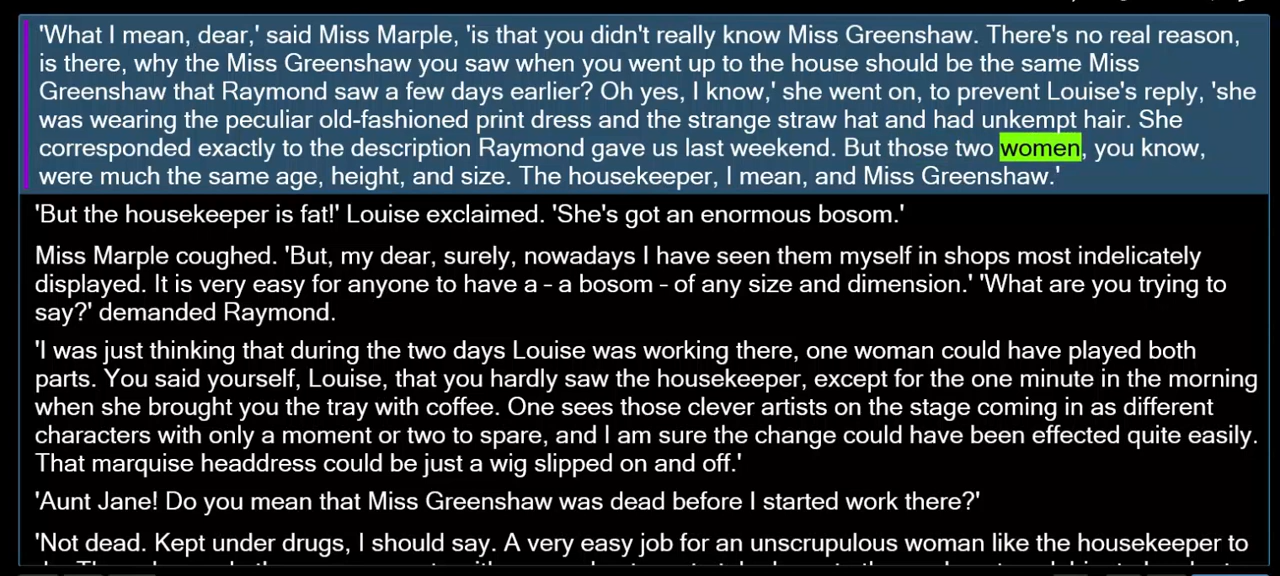 'What I mean, dear,' said Miss Marple, 'is that you didn't really know Miss Greenshaw. There's no real reason,
is there, why the Miss Greenshaw you saw when you went up to the house should be the same Miss
Greenshaw that Raymond saw a few days earlier? Oh yes, I know,' she went on, to prevent Louise's reply, 'she
was wearing the peculiar old-fashioned print dress and the strange straw hat and had unkempt hair. She
corresponded exactly to the description Raymond gave us last weekend. But those two women, you know,
were much the same age, height, and size. The housekeeper, I mean, and Miss Greenshaw.'
'But the housekeeper is fat!' Louise exclaimed. 'She's got an enormous bosom.'
Miss Marple coughed. 'But, my dear, surely, nowadays I have seen them myself in shops most indelicately
displayed. It is very easy for anyone to have a – a bosom – of any size and dimension.' 'What are you trying to
say?' demanded Raymond.
'I was just thinking that during the two days Louise was working there, one woman could have played both
parts. You said yourself, Louise, that you hardly saw the housekeeper, except for the one minute in the morning
when she brought you the tray with coffee. One sees those clever artists on the stage coming in as different
characters with only a moment or two to spare, and I am sure the change could have been effected quite easily.
That marquise headdress could be just a wig slipped on and off.'
'Aunt Jane! Do you mean that Miss Greenshaw was dead before I started work there?'
'Not dead. Kept under drugs, I should say. A very easy job for an unscrupulous woman like the housekeeper to